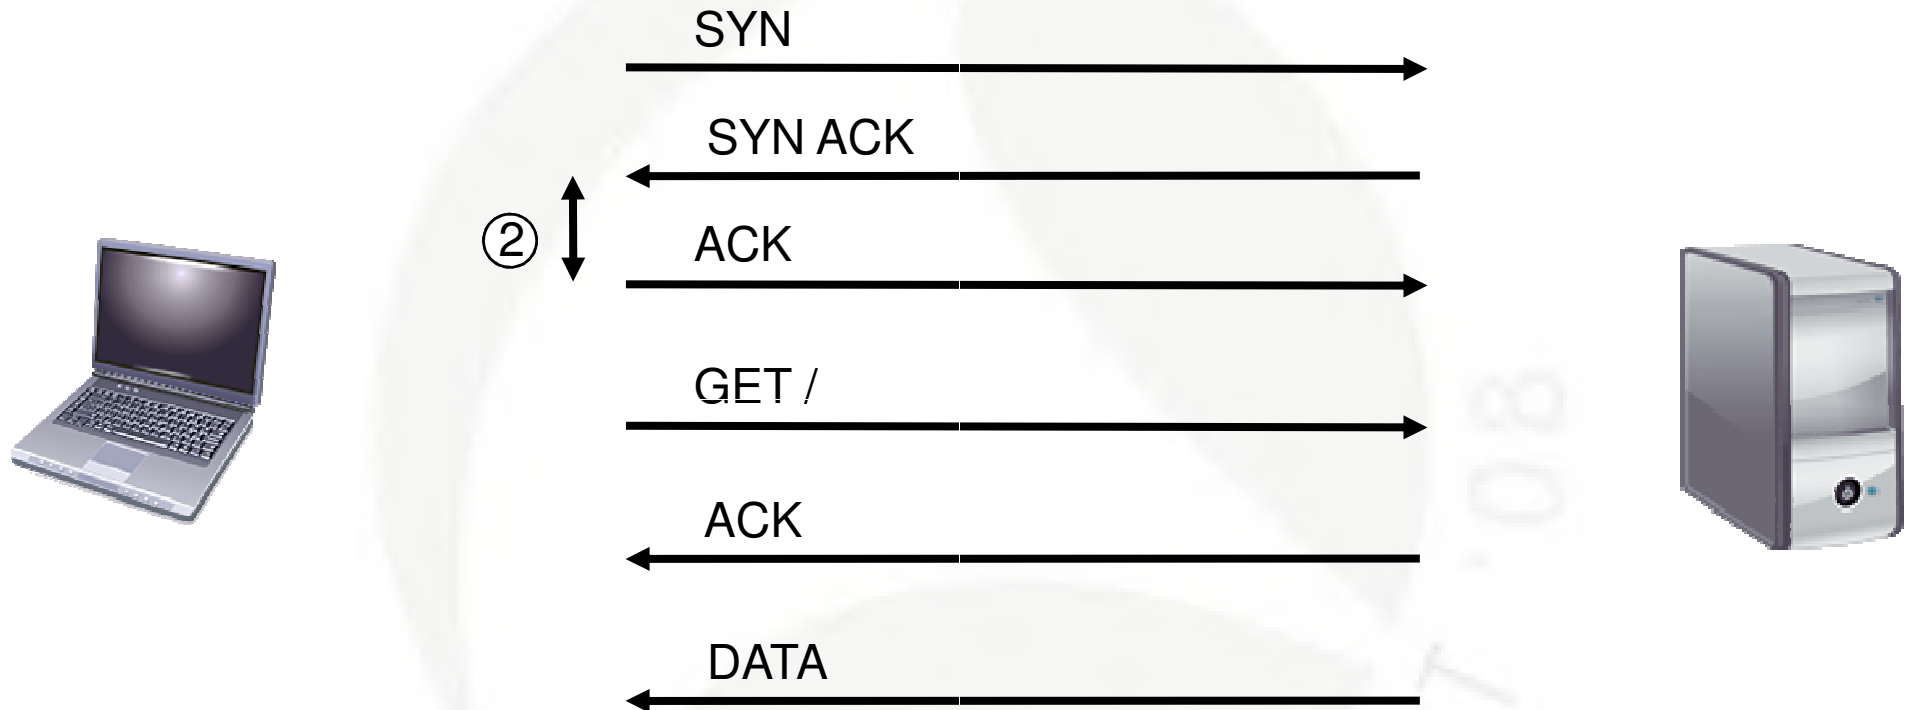 SYN
SYN ACK
②
ACK
GET /
ACK
DATA